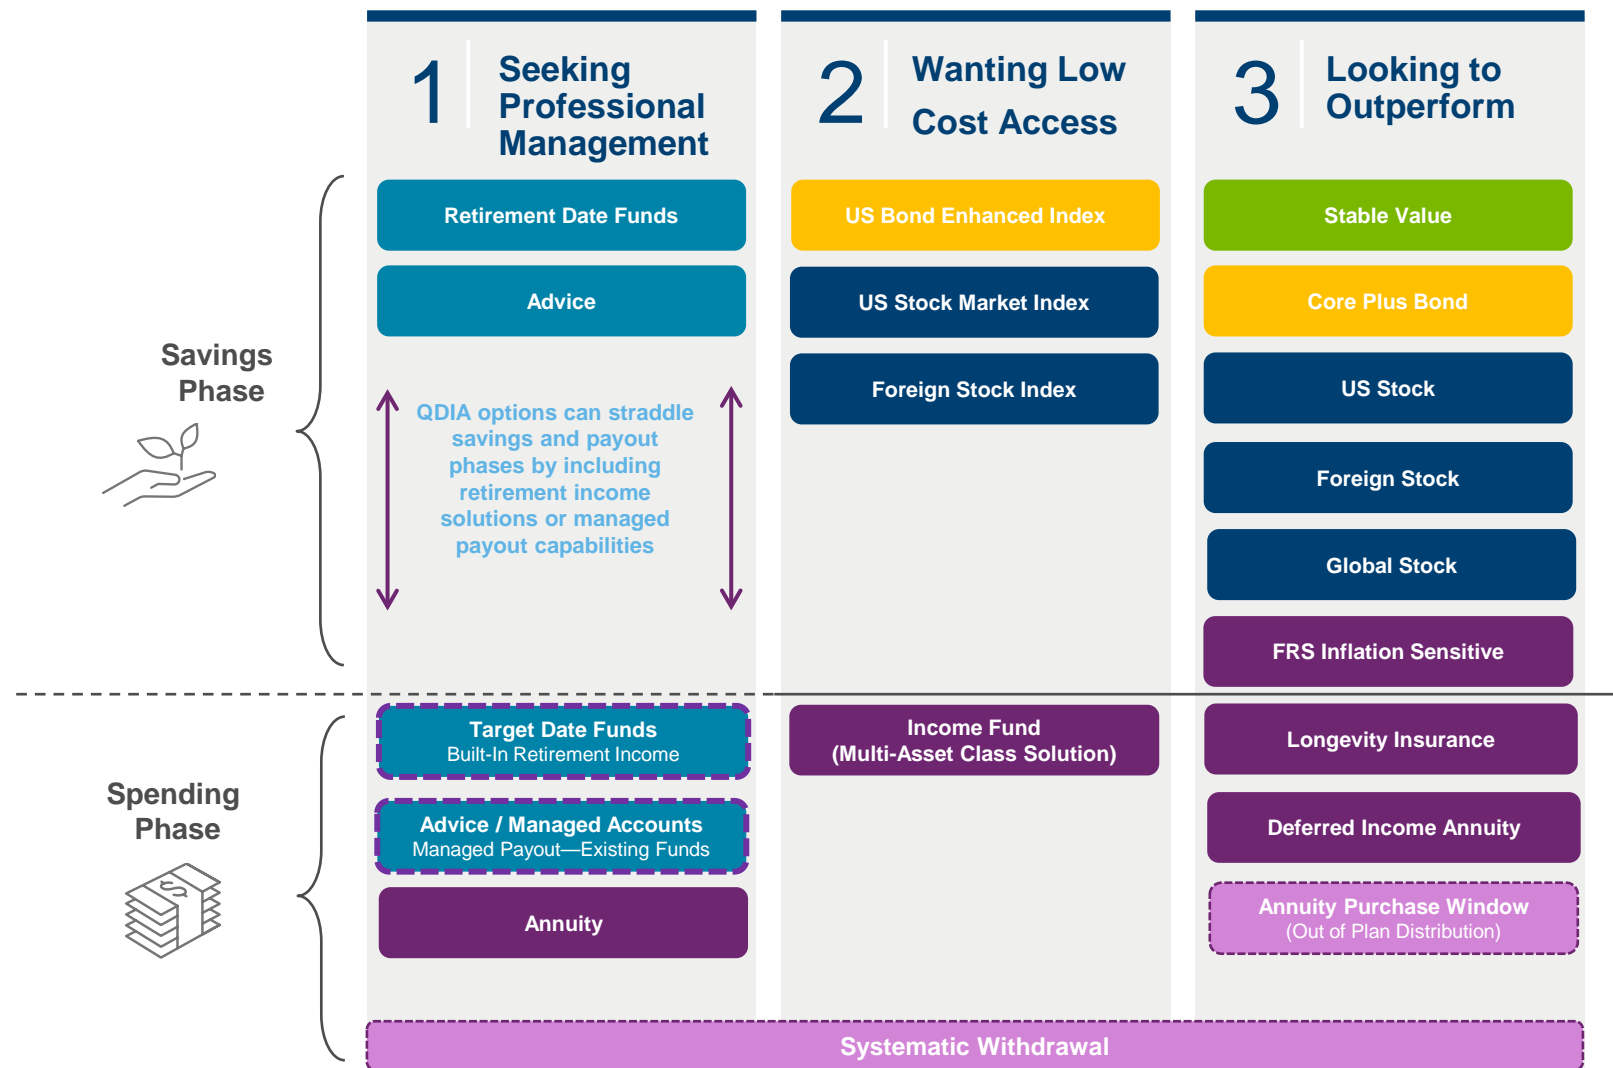 1
Seeking
Professional
Management
2
Wanting Low
Cost Access
3
Looking to
Outperform
Savings
Phase
Retirement Date Funds
Advice
QDIA options can straddle
savings and payout
phases by including
retirement income
solutions or managed
payout capabilities
US Bond Enhanced Index
US Stock Market Index
Foreign Stock Index
Stable Value
Core Plus Bond
US Stock
Foreign Stock
Global Stock
FRS Inflation Sensitive
Spending
Phase
Target Date Funds
Built-In Retirement Income
Advice / Managed Accounts
Managed Payout—Existing Funds
Annuity
Income Fund
(Multi-Asset Class Solution)
Longevity Insurance
Deferred Income Annuity
Annuity Purchase Window
(Out of Plan Distribution)
Systematic Withdrawal
$